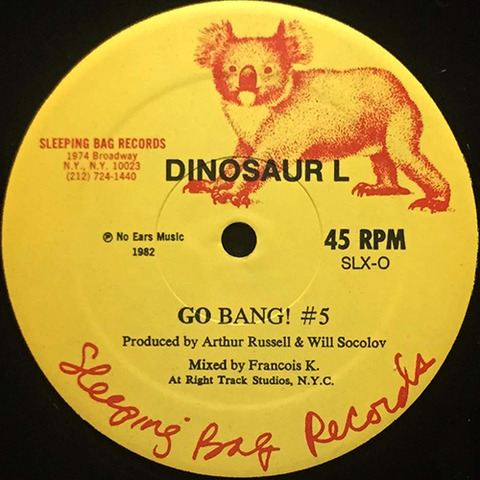 SLEEPING BAG RECORDS
1974 Broadway
N.Y., N.Y. 10023
(212) 724-1440
DINOSAUR L
℗ No Ears Music
1982
45 RPM
SLX-O
GO BANG! #5
Produced by Arthur Russell & Will Socolov
Mixed by Francois K.
At Right Track Studios, N.Y.C.
Sleeping Bag Records